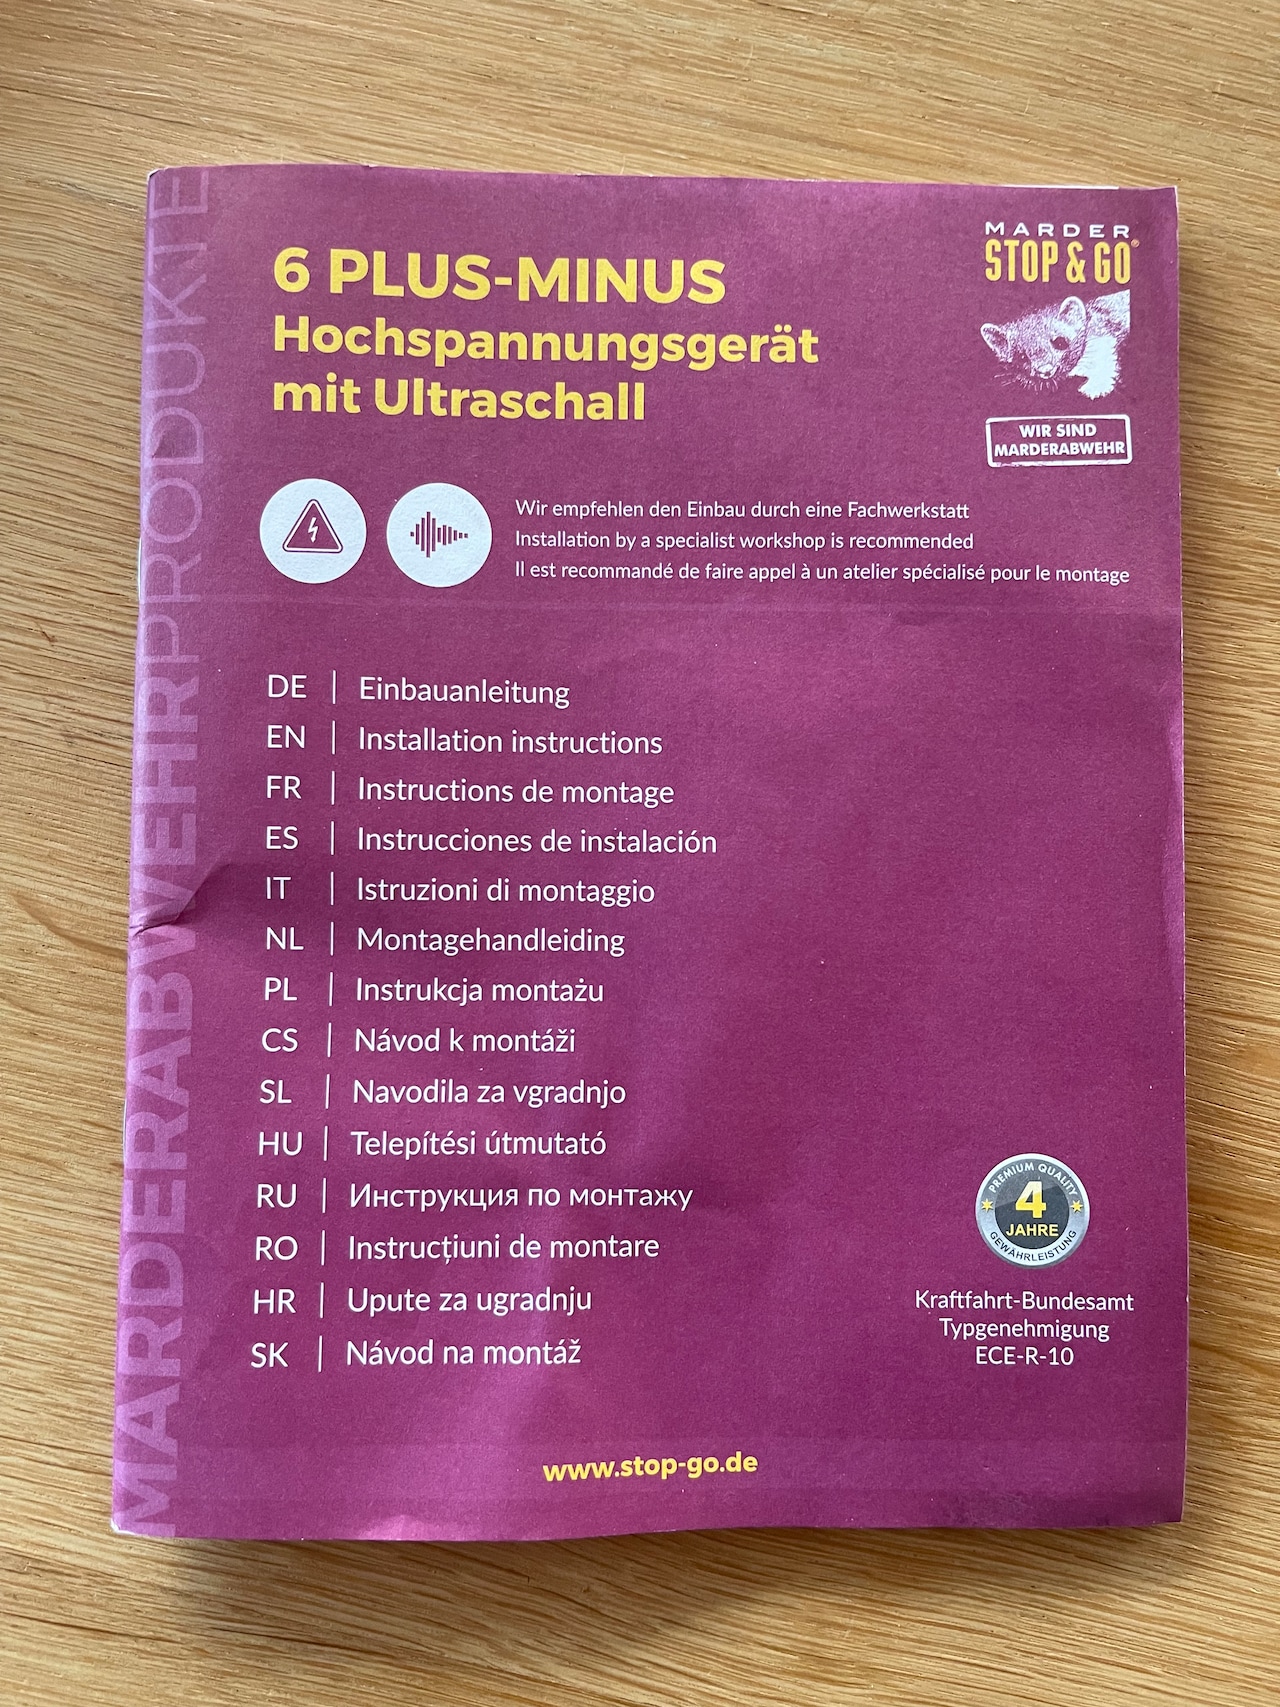 MARDERABWEHRPRODUKTE
6 PLUS-MINUS
Hochspannungsgerät
mit Ultraschall
MARDER
STOP & GO®
WIR SIND
MARDERABWEHR
Wir empfehlen den Einbau durch eine Fachwerkstatt
Installation by a specialist workshop is recommended
Il est recommandé de faire appel à un atelier spécialisé pour le montage
DE | Einbauanleitung
EN | Installation instructions
FR | Instructions de montage
ES | Instrucciones de instalación
IT | Istruzioni di montaggio
NL | Montagehandleiding
PL | Instrukcja montażu
CS | Návod k montáži
SL | Navodila za vgradnjo
HU | Telepítési útmutató
RU | Инструкция по монтажу
RO | Instrucțiuni de montare
HR | Upute za ugradnju
SK | Návod na montáž
PREMIUM QUALITY
4
JAHRE
GEWÄHRLEISTUNG
Kraftfahrt-Bundesamt
Typgenehmigung
ECE-R-10
www.stop-go.de